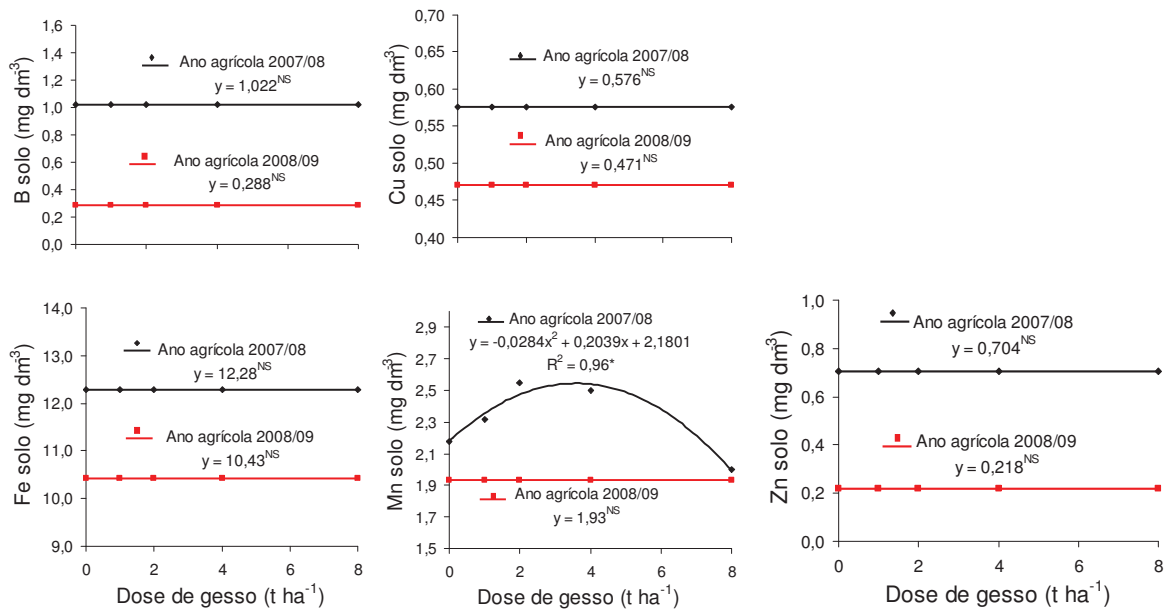 B solo (mg dm⁻³)
1,6
1,4
1,2
1,0
0,8
0,6
0,4
0,2
0,0
Ano agrícola 2007/08
y = 1,022ᴺˢ
Ano agrícola 2008/09
y = 0,288ᴺˢ
Cu solo (mg dm⁻³)
0,70
0,65
0,60
0,55
0,50
0,45
0,40
Ano agrícola 2007/08
y = 0,576ᴺˢ
Ano agrícola 2008/09
y = 0,471ᴺˢ
Fe solo (mg dm⁻³)
14,0
13,0
12,0
11,0
10,0
9,0
Ano agrícola 2007/08
y = 12,28ᴺˢ
Ano agrícola 2008/09
y = 10,43ᴺˢ
0 2 4 6 8
Dose de gesso (t ha⁻¹)
Mn solo (mg dm⁻³)
2,9
2,7
2,5
2,3
2,1
1,9
1,7
1,5
Ano agrícola 2007/08
y = -0,0284x² + 0,2039x + 2,1801
R² = 0,96*
Ano agrícola 2008/09
y = 1,93ᴺˢ
0 2 4 6 8
Dose de gesso (t ha⁻¹)
Zn solo (mg dm⁻³)
1,0
0,8
0,6
0,4
0,2
0,0
Ano agrícola 2007/08
y = 0,704ᴺˢ
Ano agrícola 2008/09
y = 0,218ᴺˢ
0 2 4 6 8
Dose de gesso (t ha⁻¹)